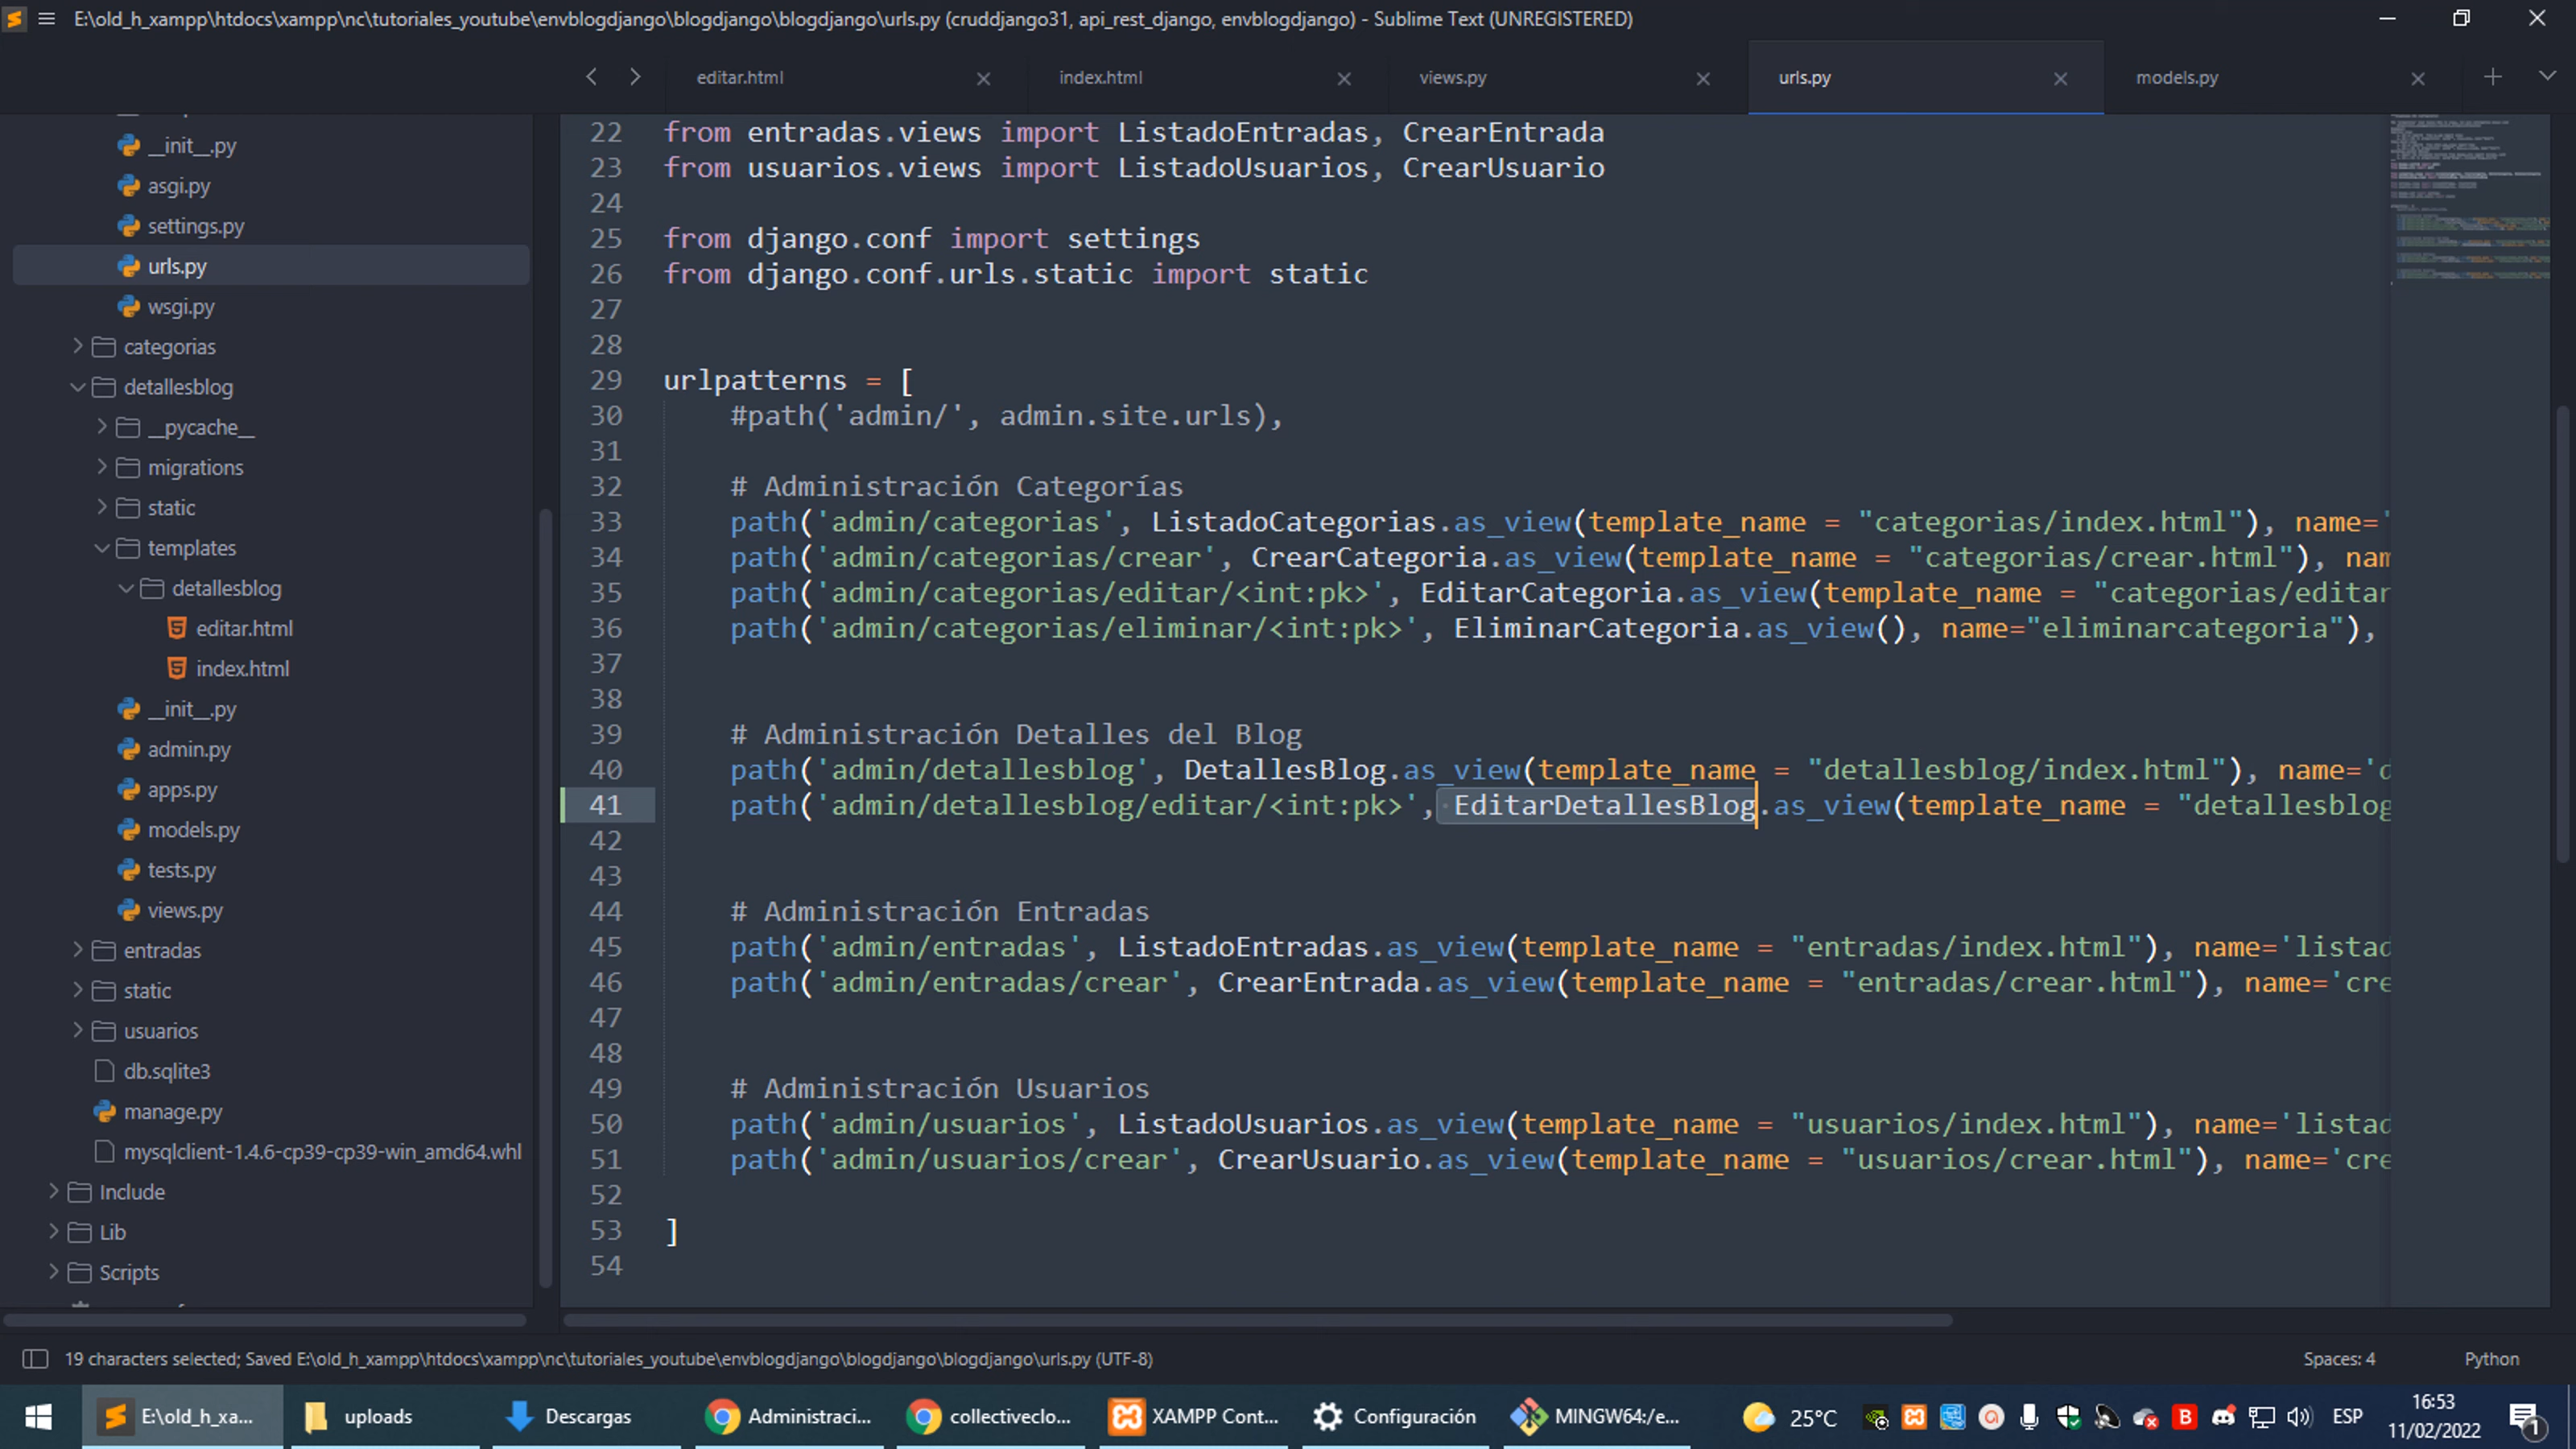 E:\old_h_xampp\htdocs\xampp\nc\tutoriales_youtube\envblogdjango\blogdjango\blogdjango\urls.py (cruddjango31, api_rest_django, envblogdjango) - Sublime Text (UNREGISTERED)
editar.html
index.html
views.py
urls.py
models.py
__init__.py
asgi.py
settings.py
urls.py
wsgi.py
categorias
detallesblog
__pycache__
migrations
static
templates
detallesblog
editar.html
index.html
__init__.py
admin.py
apps.py
models.py
tests.py
views.py
entradas
static
usuarios
db.sqlite3
manage.py
mysqlclient-1.4.6-cp39-cp39-win_amd64.whl
Include
Lib
Scripts
22 from entradas.views import ListadoEntradas, CrearEntrada
23 from usuarios.views import ListadoUsuarios, CrearUsuario
24
25 from django.conf import settings
26 from django.conf.urls.static import static
27
28
29 urlpatterns = [
30 #path('admin/', admin.site.urls),
31
32 # Administración Categorías
33 path('admin/categorias', ListadoCategorias.as_view(template_name = "categorias/index.html"), name='
34 path('admin/categorias/crear', CrearCategoria.as_view(template_name = "categorias/crear.html"), nam
35 path('admin/categorias/editar/<int:pk>', EditarCategoria.as_view(template_name = "categorias/editar
36 path('admin/categorias/eliminar/<int:pk>', EliminarCategoria.as_view(), name="eliminarcategoria"),
37
38
39 # Administración Detalles del Blog
40 path('admin/detallesblog', DetallesBlog.as_view(template_name = "detallesblog/index.html"), name='d
41 path('admin/detallesblog/editar/<int:pk>', EditarDetallesBlog.as_view(template_name = "detallesblog
42
43
44 # Administración Entradas
45 path('admin/entradas', ListadoEntradas.as_view(template_name = "entradas/index.html"), name='listad
46 path('admin/entradas/crear', CrearEntrada.as_view(template_name = "entradas/crear.html"), name='cre
47
48
49 # Administración Usuarios
50 path('admin/usuarios', ListadoUsuarios.as_view(template_name = "usuarios/index.html"), name='listad
51 path('admin/usuarios/crear', CrearUsuario.as_view(template_name = "usuarios/crear.html"), name='cre
52
53 ]
54
19 characters selected; Saved E:\old_h_xampp\htdocs\xampp\nc\tutoriales_youtube\envblogdjango\blogdjango\blogdjango\urls.py (UTF-8)
Spaces: 4
Python
E:\old_h_xa...
uploads
Descargas
Administraci...
collectiveclo...
XAMPP Cont...
Configuración
MINGW64:/e...
25°C
ESP
16:53
11/02/2022
1